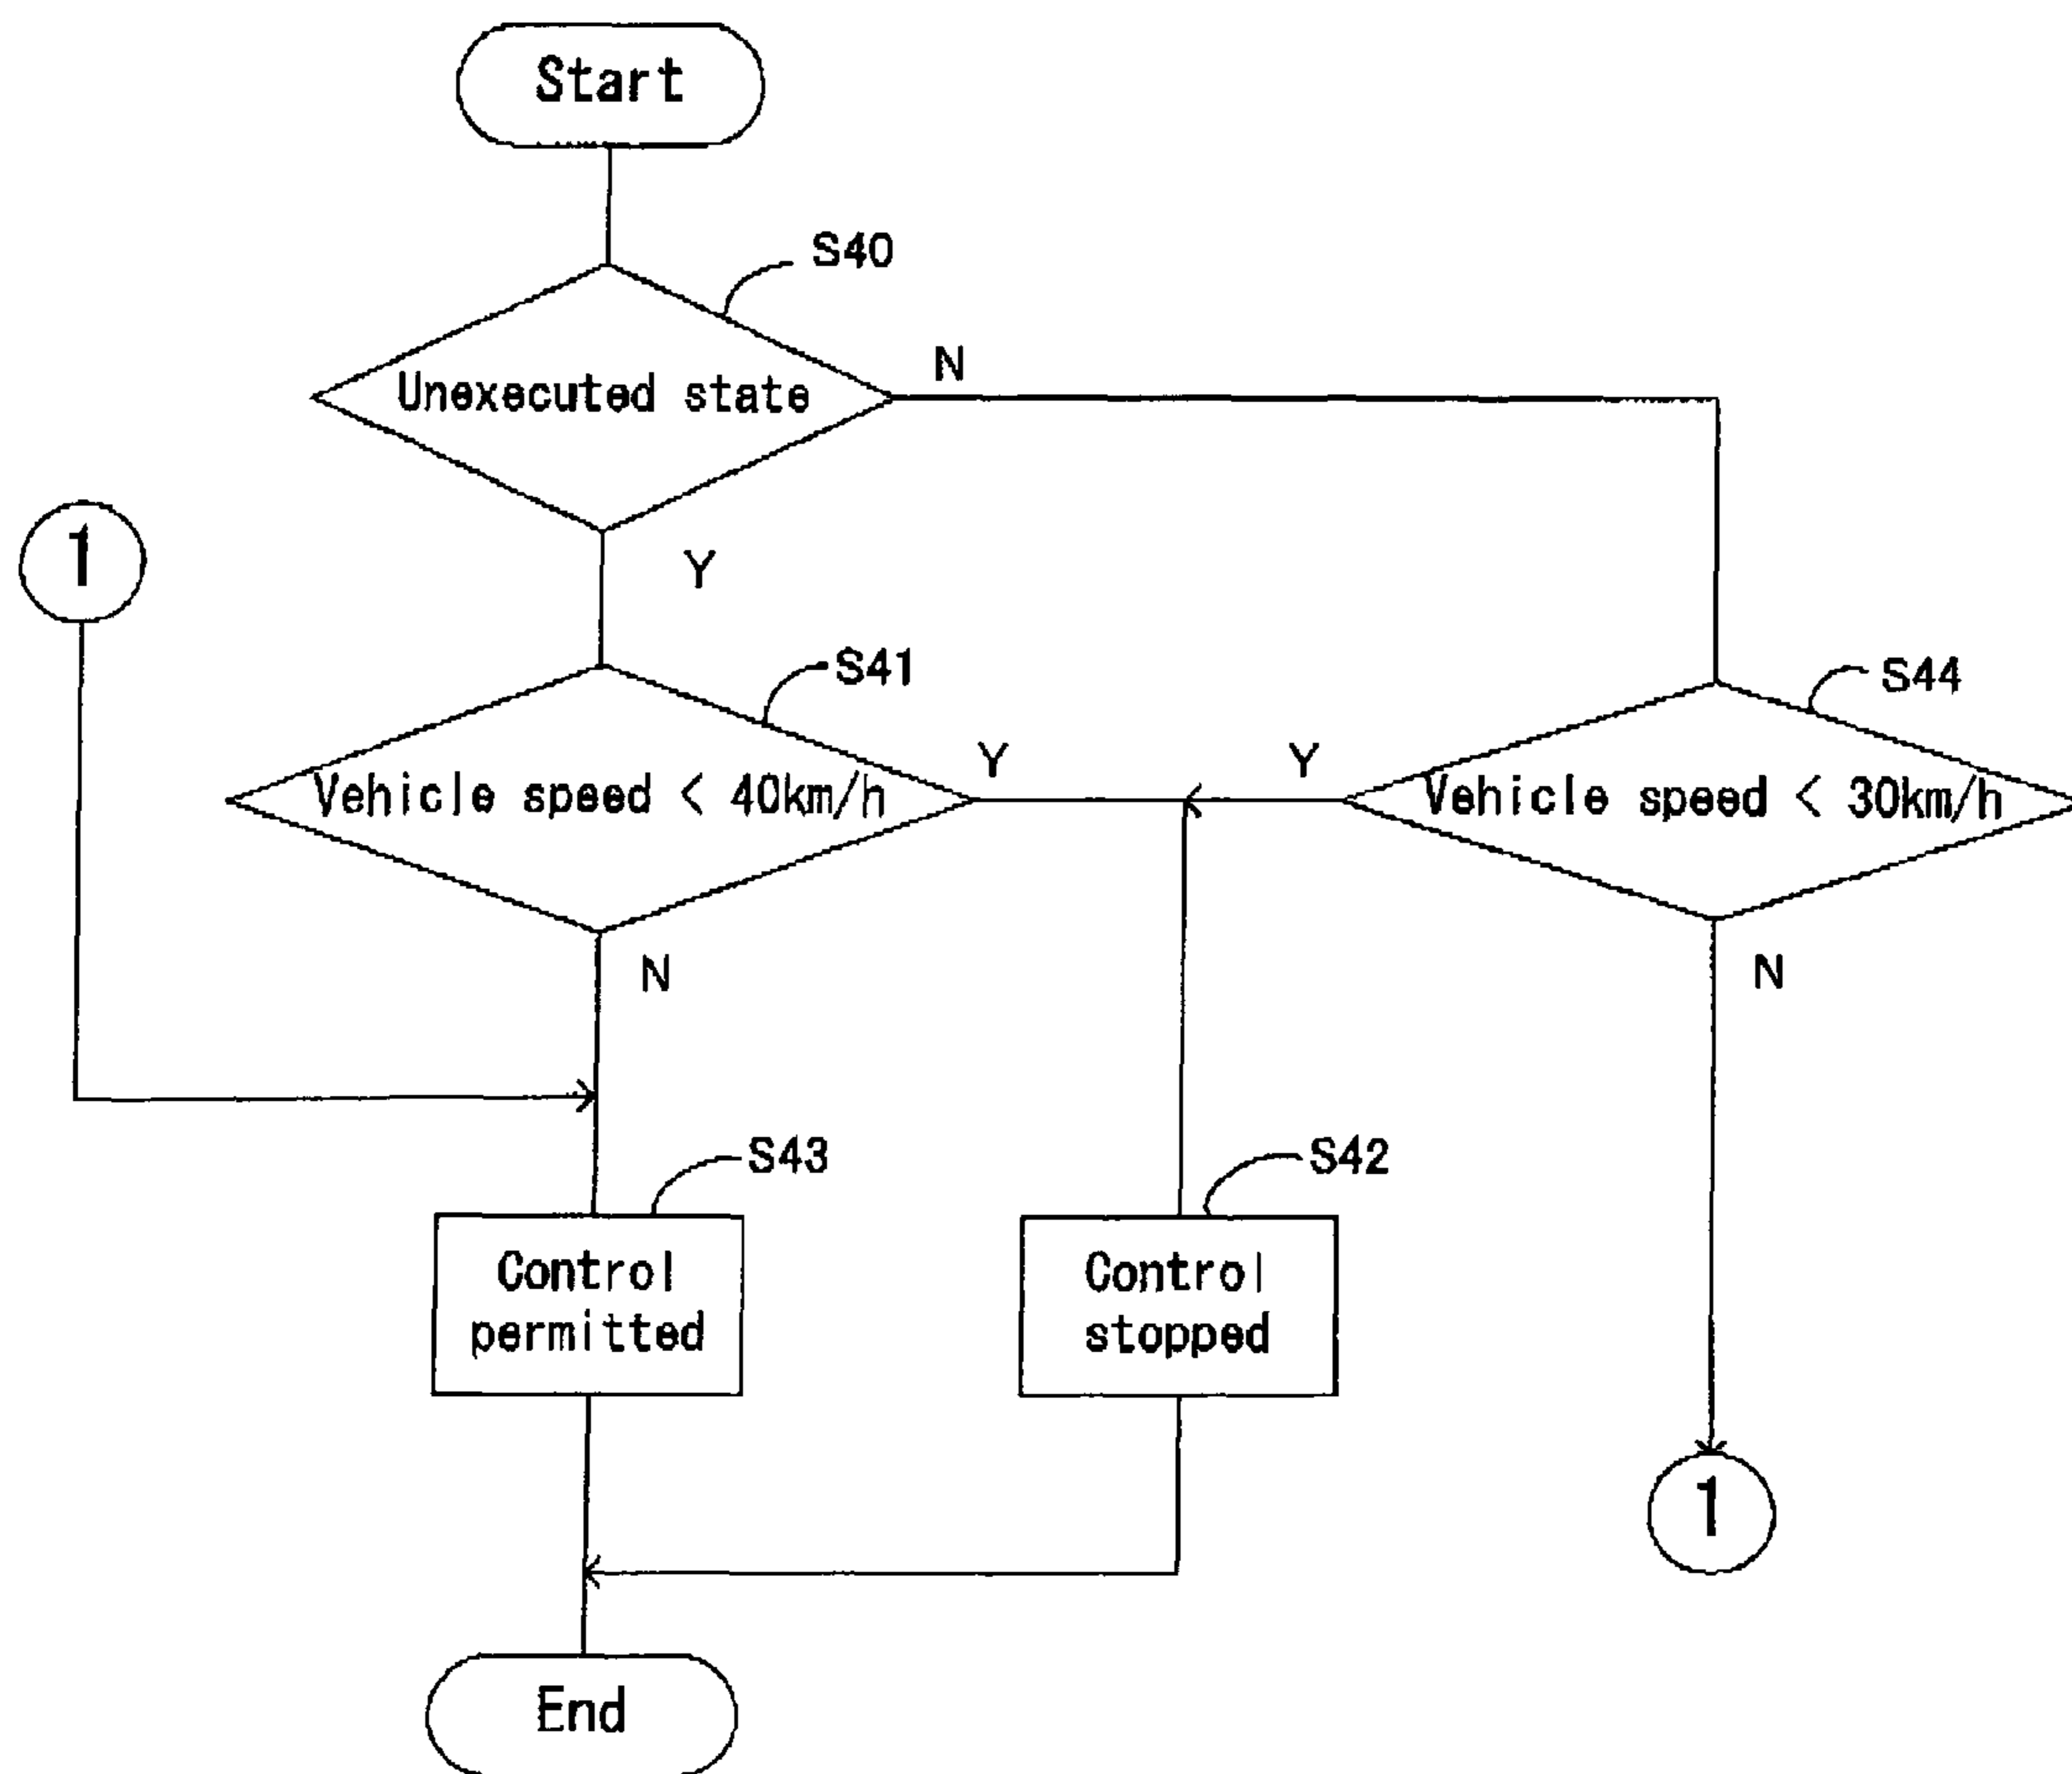 Start
S40
Unexecuted state
N
1
Y
S41
S44
Vehicle speed < 40km/h
Y
Y
Vehicle speed < 30km/h
N
N
S43
S42
Control
permitted
Control
stopped
1
End